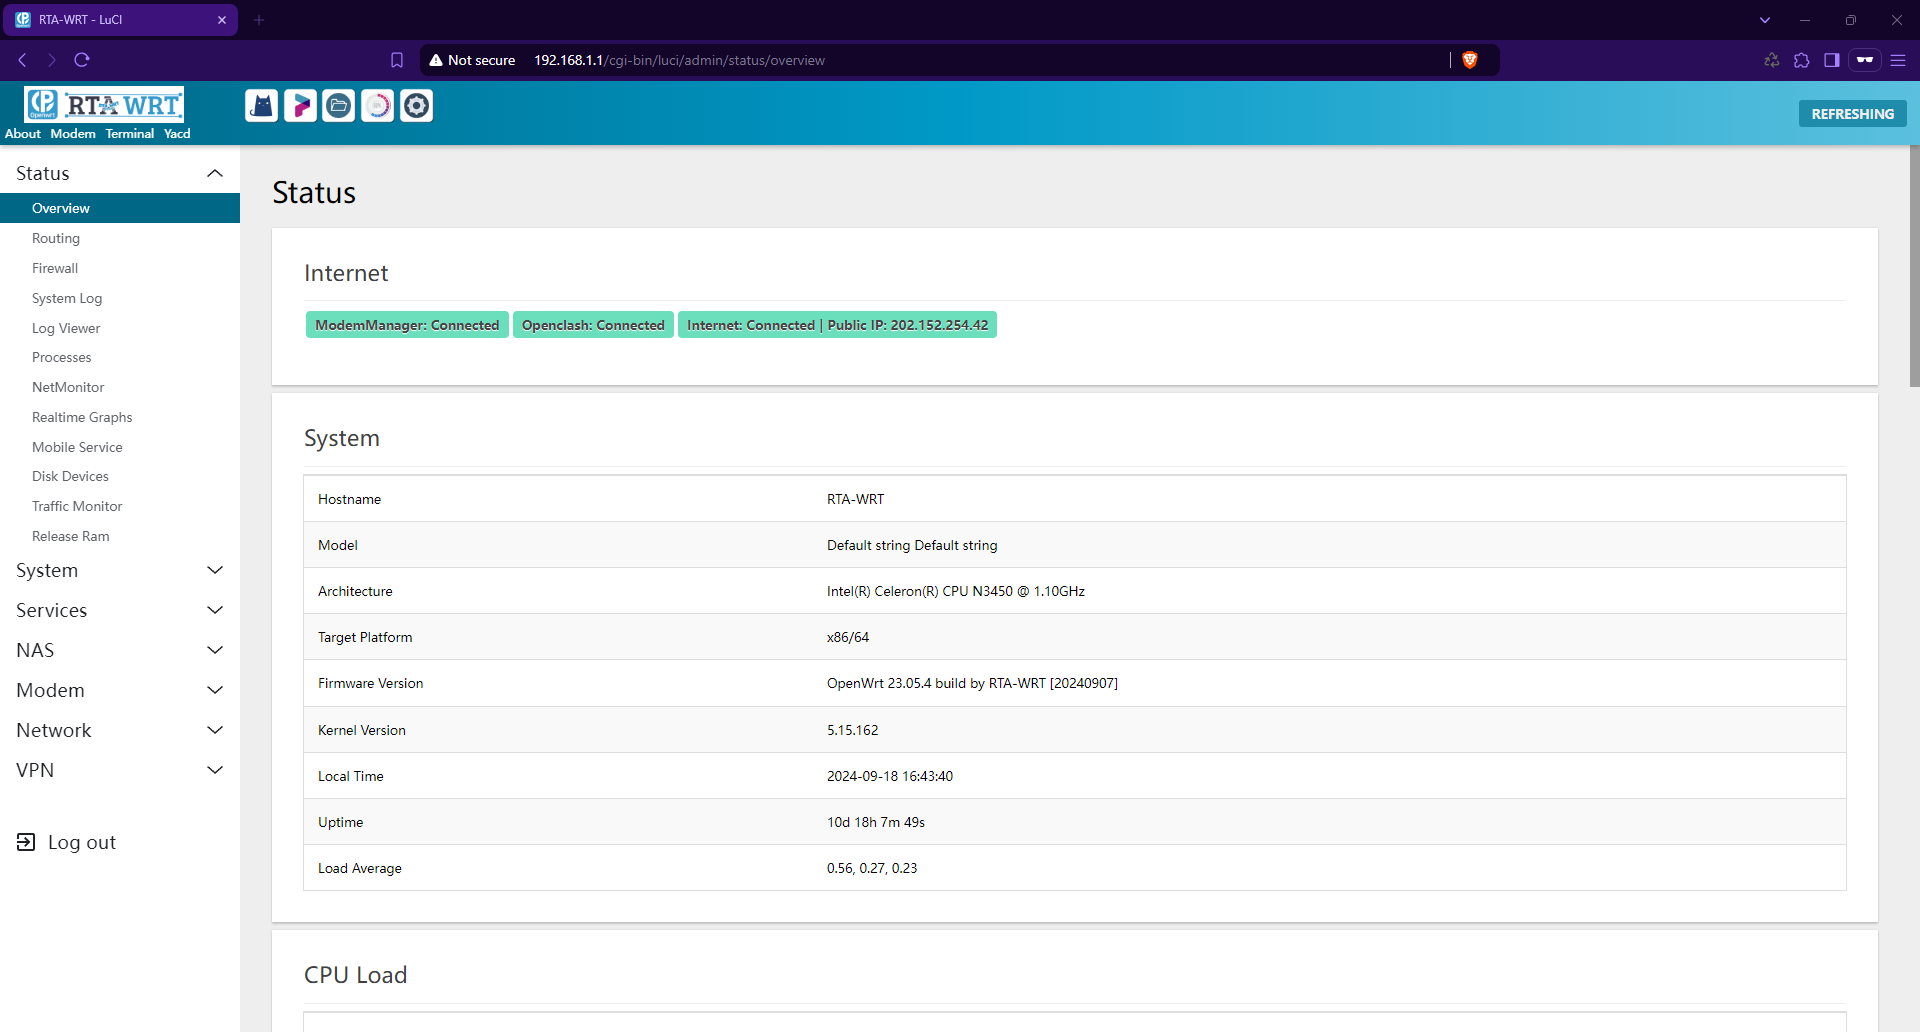 RTA-WRT - LuCI
Not secure 192.168.1.1/cgi-bin/luci/admin/status/overview
Openwrt RTA WRT
About Modem Terminal Yacd
REFRESHING
Status
Overview
Routing
Firewall
System Log
Log Viewer
Processes
NetMonitor
Realtime Graphs
Mobile Service
Disk Devices
Traffic Monitor
Release Ram
System
Services
NAS
Modem
Network
VPN
Log out
Status
Internet
ModemManager: Connected Openclash: Connected Internet: Connected | Public IP: 202.152.254.42
System
Hostname RTA-WRT
Model Default string Default string
Architecture Intel(R) Celeron(R) CPU N3450 @ 1.10GHz
Target Platform x86/64
Firmware Version OpenWrt 23.05.4 build by RTA-WRT [20240907]
Kernel Version 5.15.162
Local Time 2024-09-18 16:43:40
Uptime 10d 18h 7m 49s
Load Average 0.56, 0.27, 0.23
CPU Load